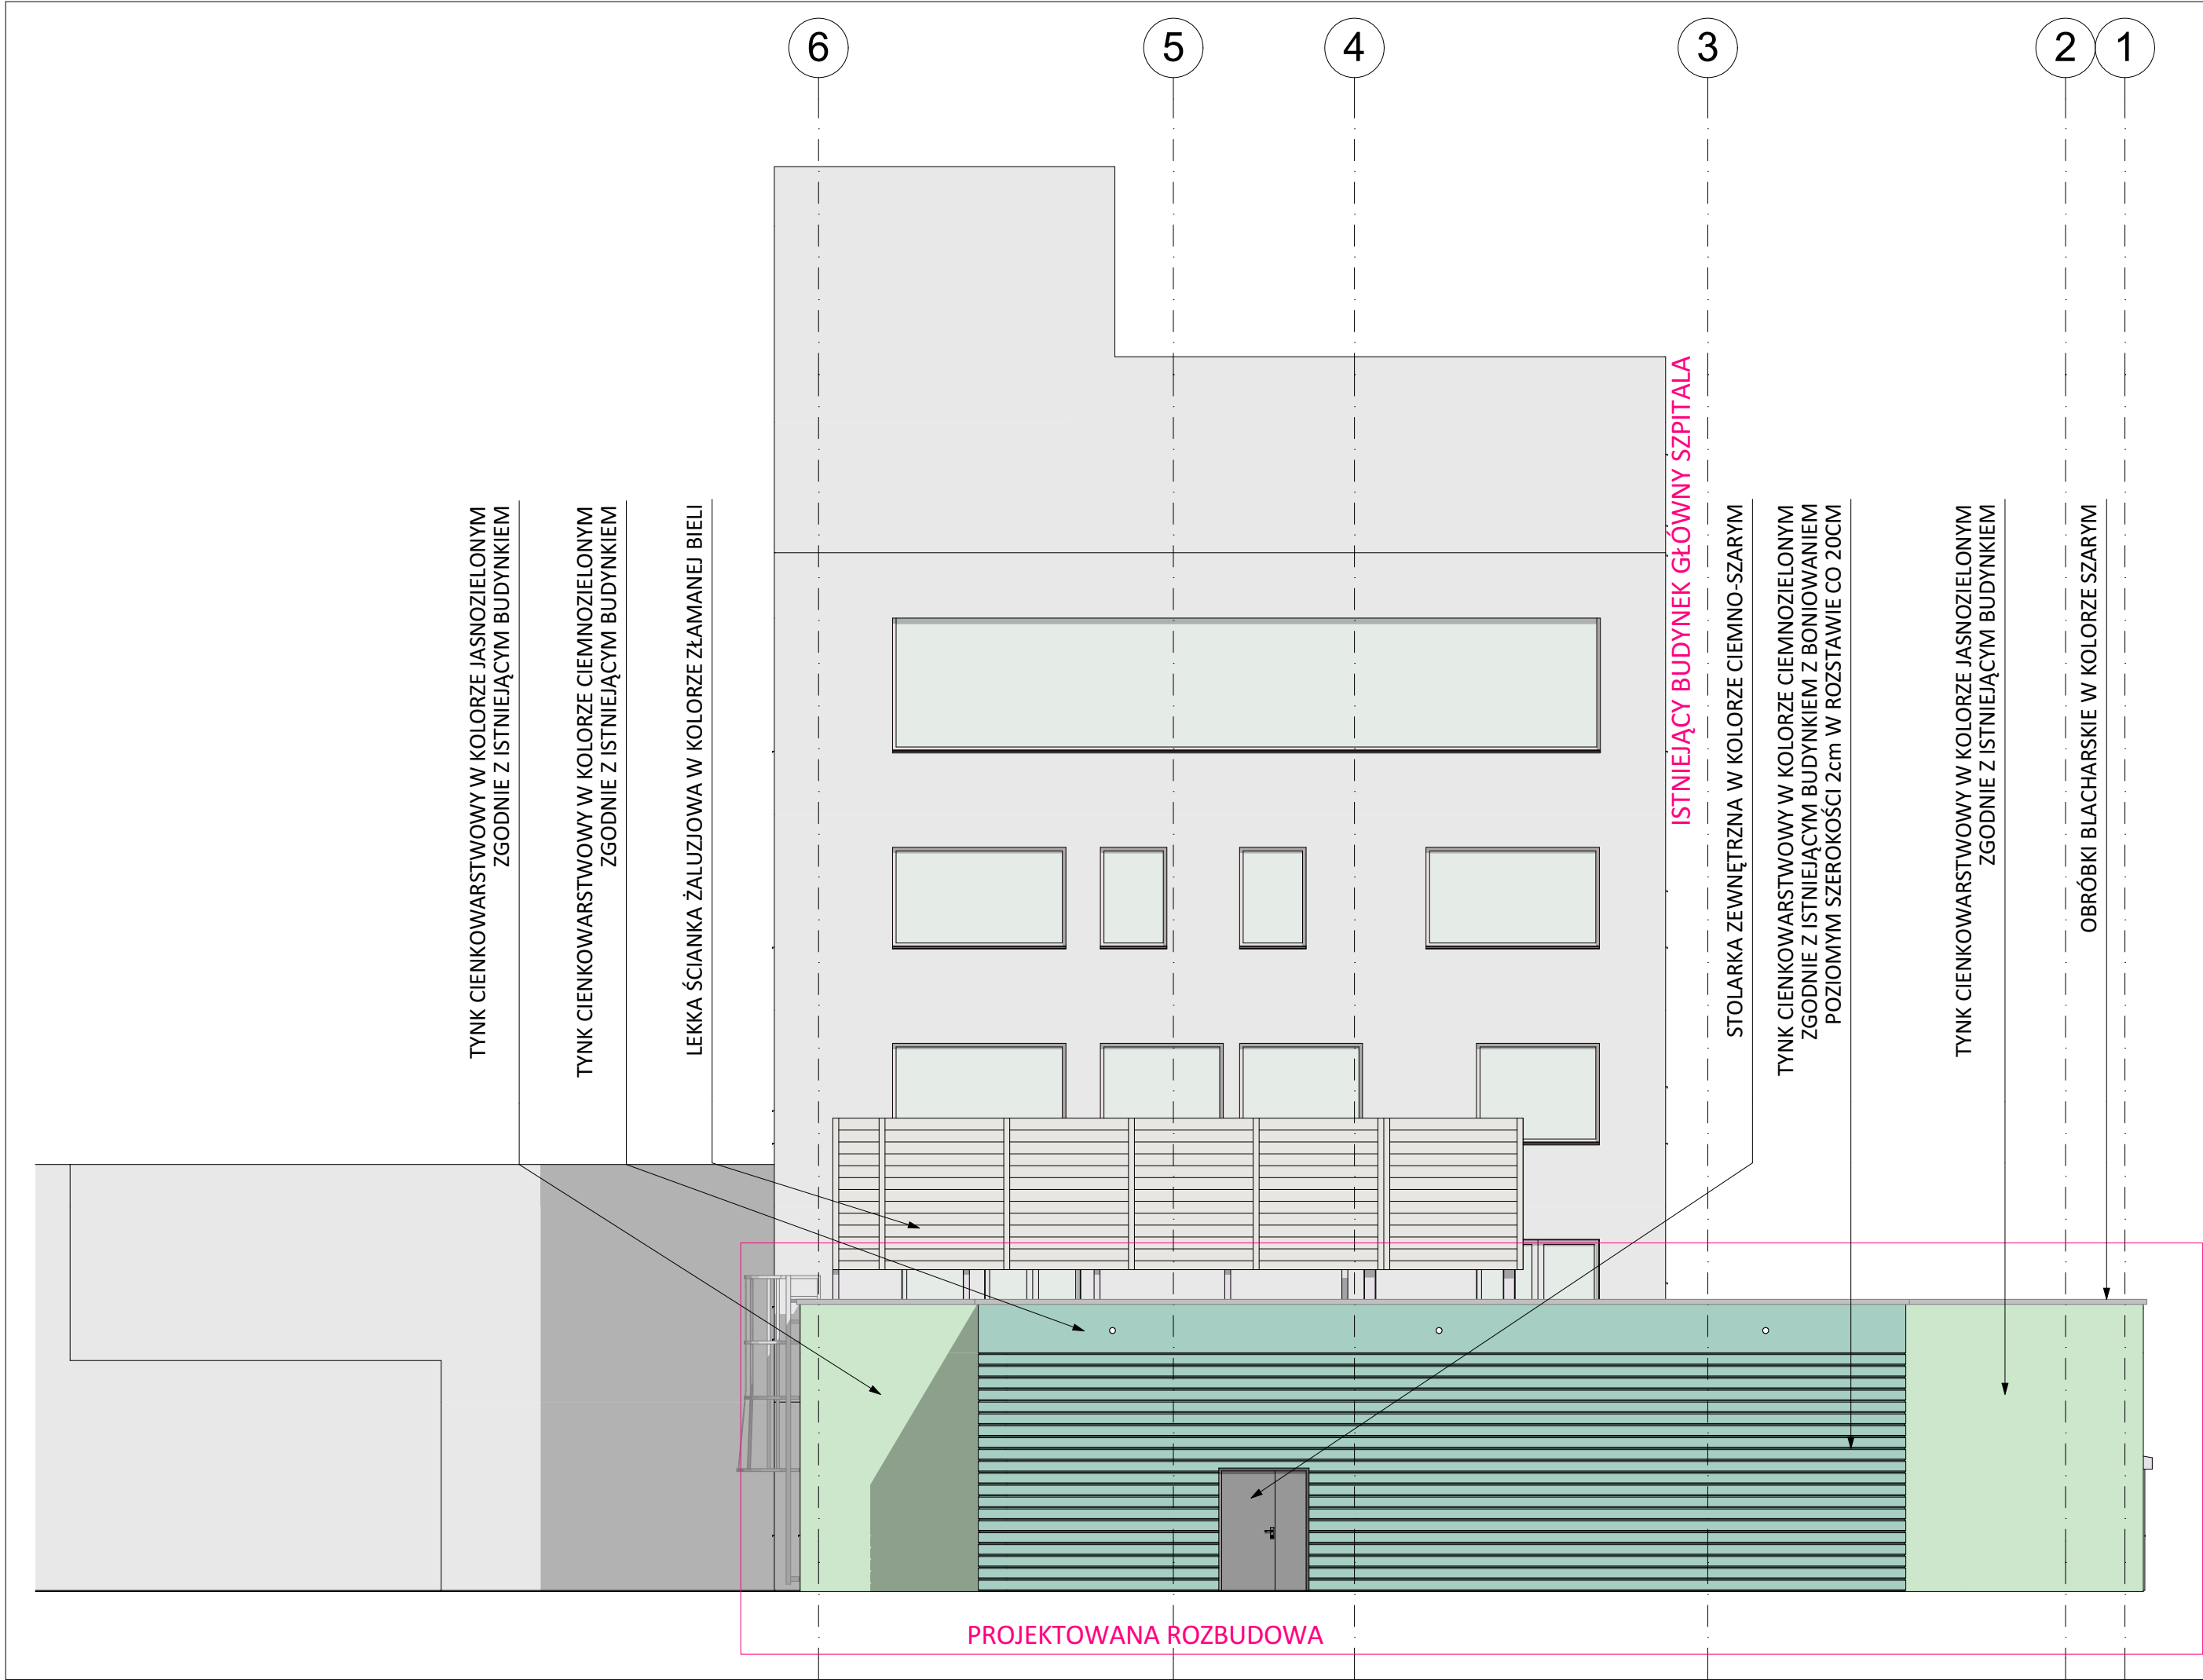 6
5
4
3
2
1
TYNK CIENKOWARSTWOWY W KOLORZE JASNOZIELONYM
ZGODNIE Z ISTNIEJĄCYM BUDYNKIEM
TYNK CIENKOWARSTWOWY W KOLORZE CIEMNOZIELONYM
ZGODNIE Z ISTNIEJĄCYM BUDYNKIEM
LEKKA ŚCIANKA ŻALUZJOWA W KOLORZE ZŁAMANEJ BIELI
ISTNIEJĄCY BUDYNEK GŁÓWNY SZPITALA
STOLARKA ZEWNĘTRZNA W KOLORZE CIEMNO-SZARYM
TYNK CIENKOWARSTWOWY W KOLORZE CIEMNOZIELONYM
ZGODNIE Z ISTNIEJĄCYM BUDYNKIEM Z BONIOWANIEM
POZIOMYM SZEROKOŚCI 2cm W ROZSTAWIE CO 20CM
TYNK CIENKOWARSTWOWY W KOLORZE JASNOZIELONYM
ZGODNIE Z ISTNIEJĄCYM BUDYNKIEM
OBRÓBKI BLACHARSKIE W KOLORZE SZARYM
PROJEKTOWANA ROZBUDOWA